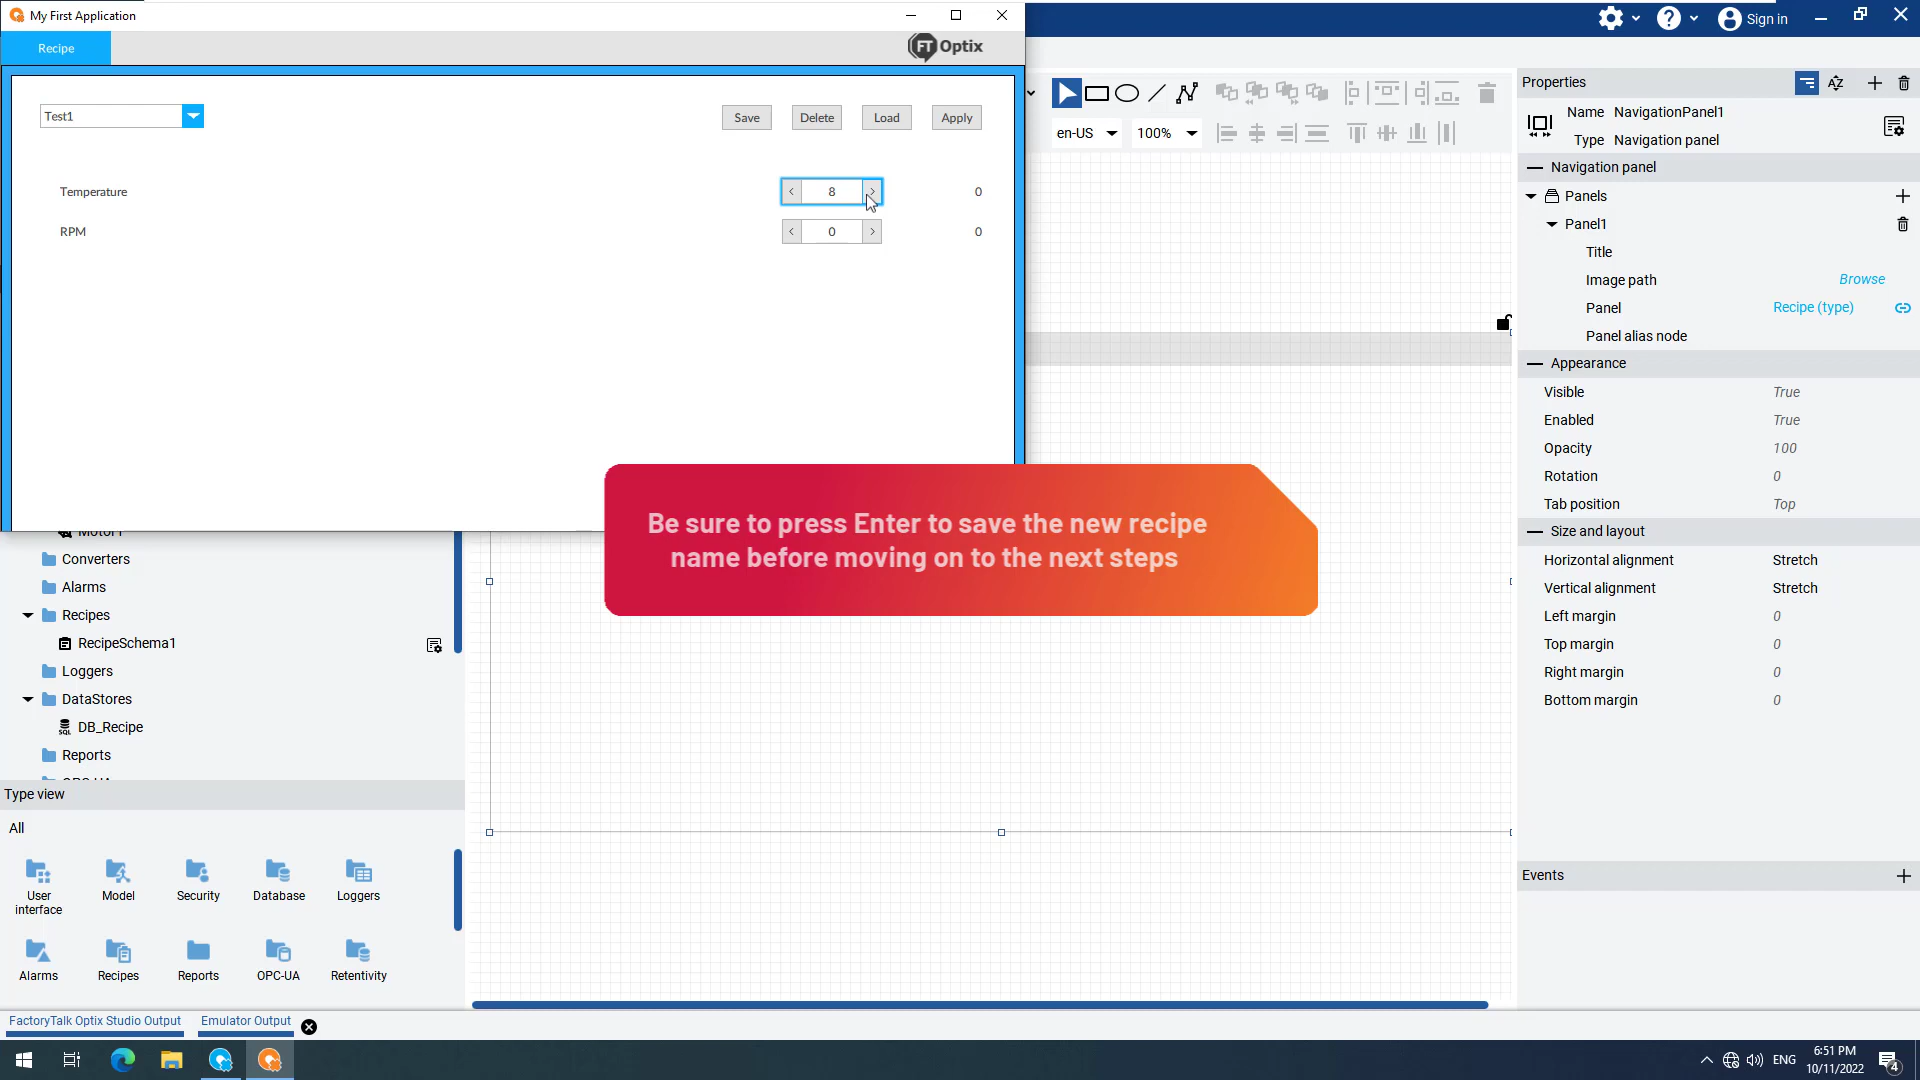 My First Application
Sign in
Recipe
FT Optix
Test1
Save
Delete
Load
Apply
Temperature
< 8 >
0
RPM
< 0 >
0
en-US
100%
Properties
Name NavigationPanel1
Type Navigation panel
Navigation panel
Panels
Panel1
Title
Image path Browse
Panel Recipe (type)
Panel alias node
Appearance
Visible True
Enabled True
Opacity 100
Rotation 0
Tab position Top
Size and layout
Horizontal alignment Stretch
Vertical alignment Stretch
Left margin 0
Top margin 0
Right margin 0
Bottom margin 0
Events
Be sure to press Enter to save the new recipe
name before moving on to the next steps
Converters
Alarms
Recipes
RecipeSchema1
Loggers
DataStores
SQL
DB_Recipe
Reports
Type view
All
User interface
Model
Security
Database
Loggers
Alarms
Recipes
Reports
OPC-UA
Retentivity
FactoryTalk Optix Studio Output
Emulator Output
ENG
6:51 PM
10/11/2022
4